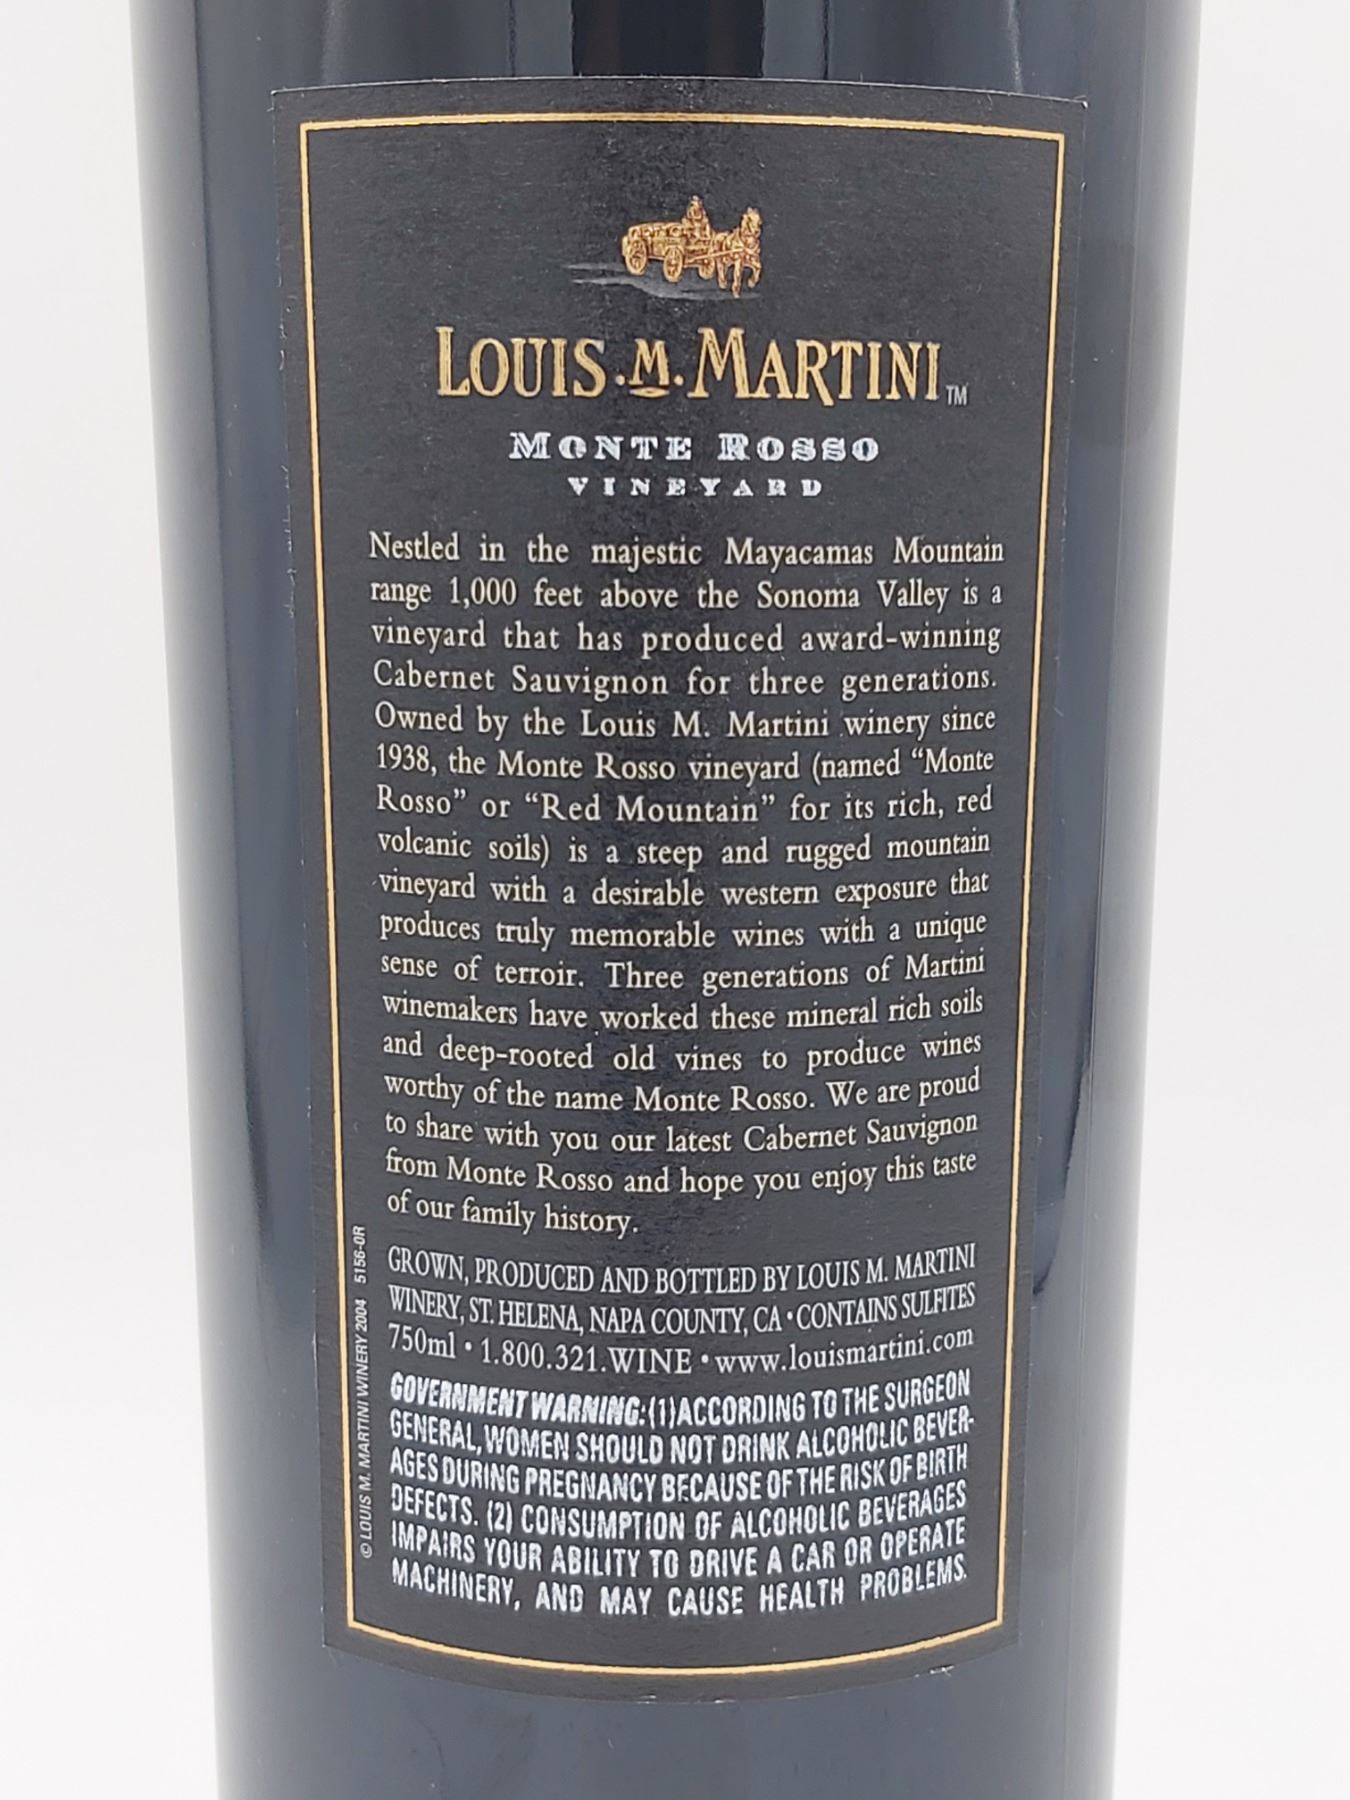 LOUIS · M. · MARTINI TM
MONTE ROSSO
VINEYARD
Nestled in the majestic Mayacamas Mountain
range 1,000 feet above the Sonoma Valley is a
vineyard that has produced award-winning
Cabernet Sauvignon for three generations.
Owned by the Louis M. Martini winery since
1938, the Monte Rosso vineyard (named “Monte
Rosso” or “Red Mountain” for its rich, red
volcanic soils) is a steep and rugged mountain
vineyard with a desirable western exposure that
produces truly memorable wines with a unique
sense of terroir. Three generations of Martini
winemakers have worked these mineral rich soils
and deep-rooted old vines to produce wines
worthy of the name Monte Rosso. We are proud
to share with you our latest Cabernet Sauvignon
from Monte Rosso and hope you enjoy this taste
of our family history.
GROWN, PRODUCED AND BOTTLED BY LOUIS M. MARTINI
WINERY, ST. HELENA, NAPA COUNTY, CA • CONTAINS SULFITES
750ml • 1.800.321.WINE • www.louismartini.com
GOVERNMENT WARNING: (1) ACCORDING TO THE SURGEON
GENERAL, WOMEN SHOULD NOT DRINK ALCOHOLIC BEVER-
AGES DURING PREGNANCY BECAUSE OF THE RISK OF BIRTH
DEFECTS. (2) CONSUMPTION OF ALCOHOLIC BEVERAGES
IMPAIRS YOUR ABILITY TO DRIVE A CAR OR OPERATE
MACHINERY, AND MAY CAUSE HEALTH PROBLEMS.
© LOUIS M. MARTINI WINERY 2004 5156-0R